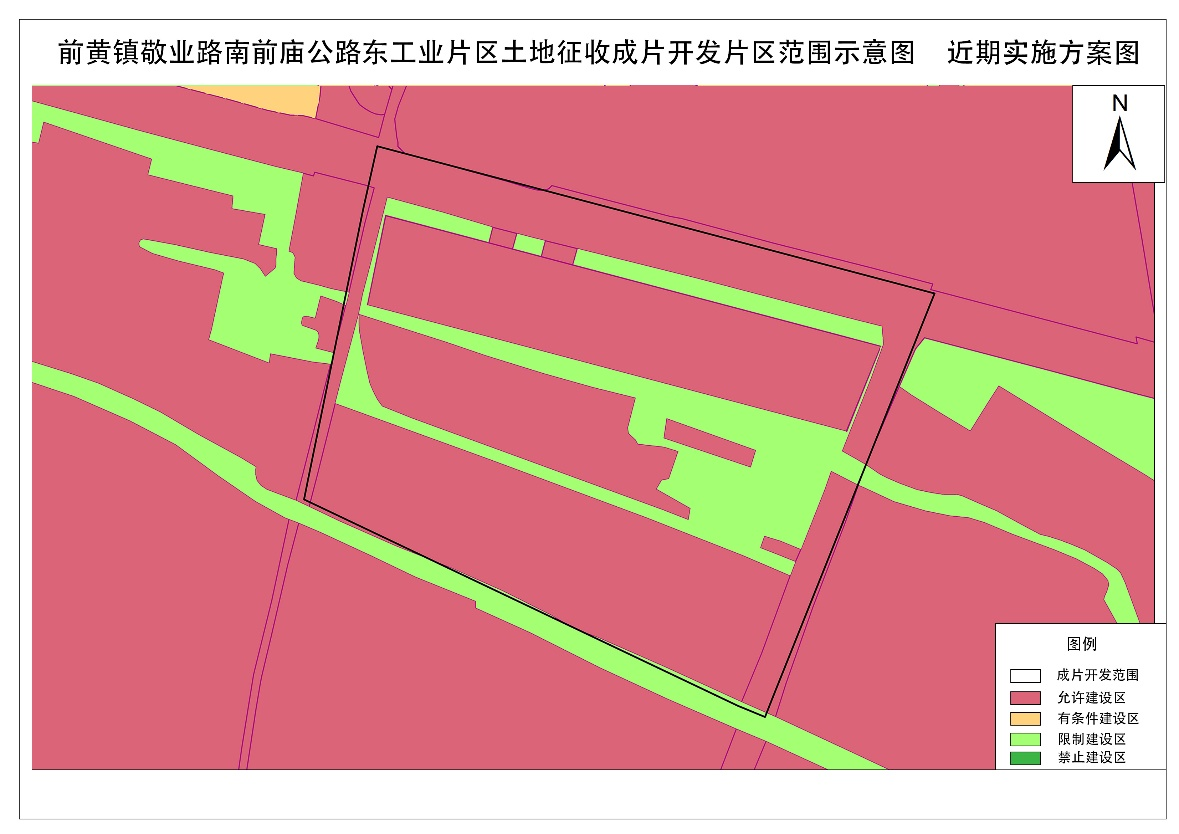 前黄镇敬业路南前庙公路东工业片区土地征收成片开发片区范围示意图 近期实施方案图
N
图例
成片开发范围
允许建设区
有条件建设区
限制建设区
禁止建设区